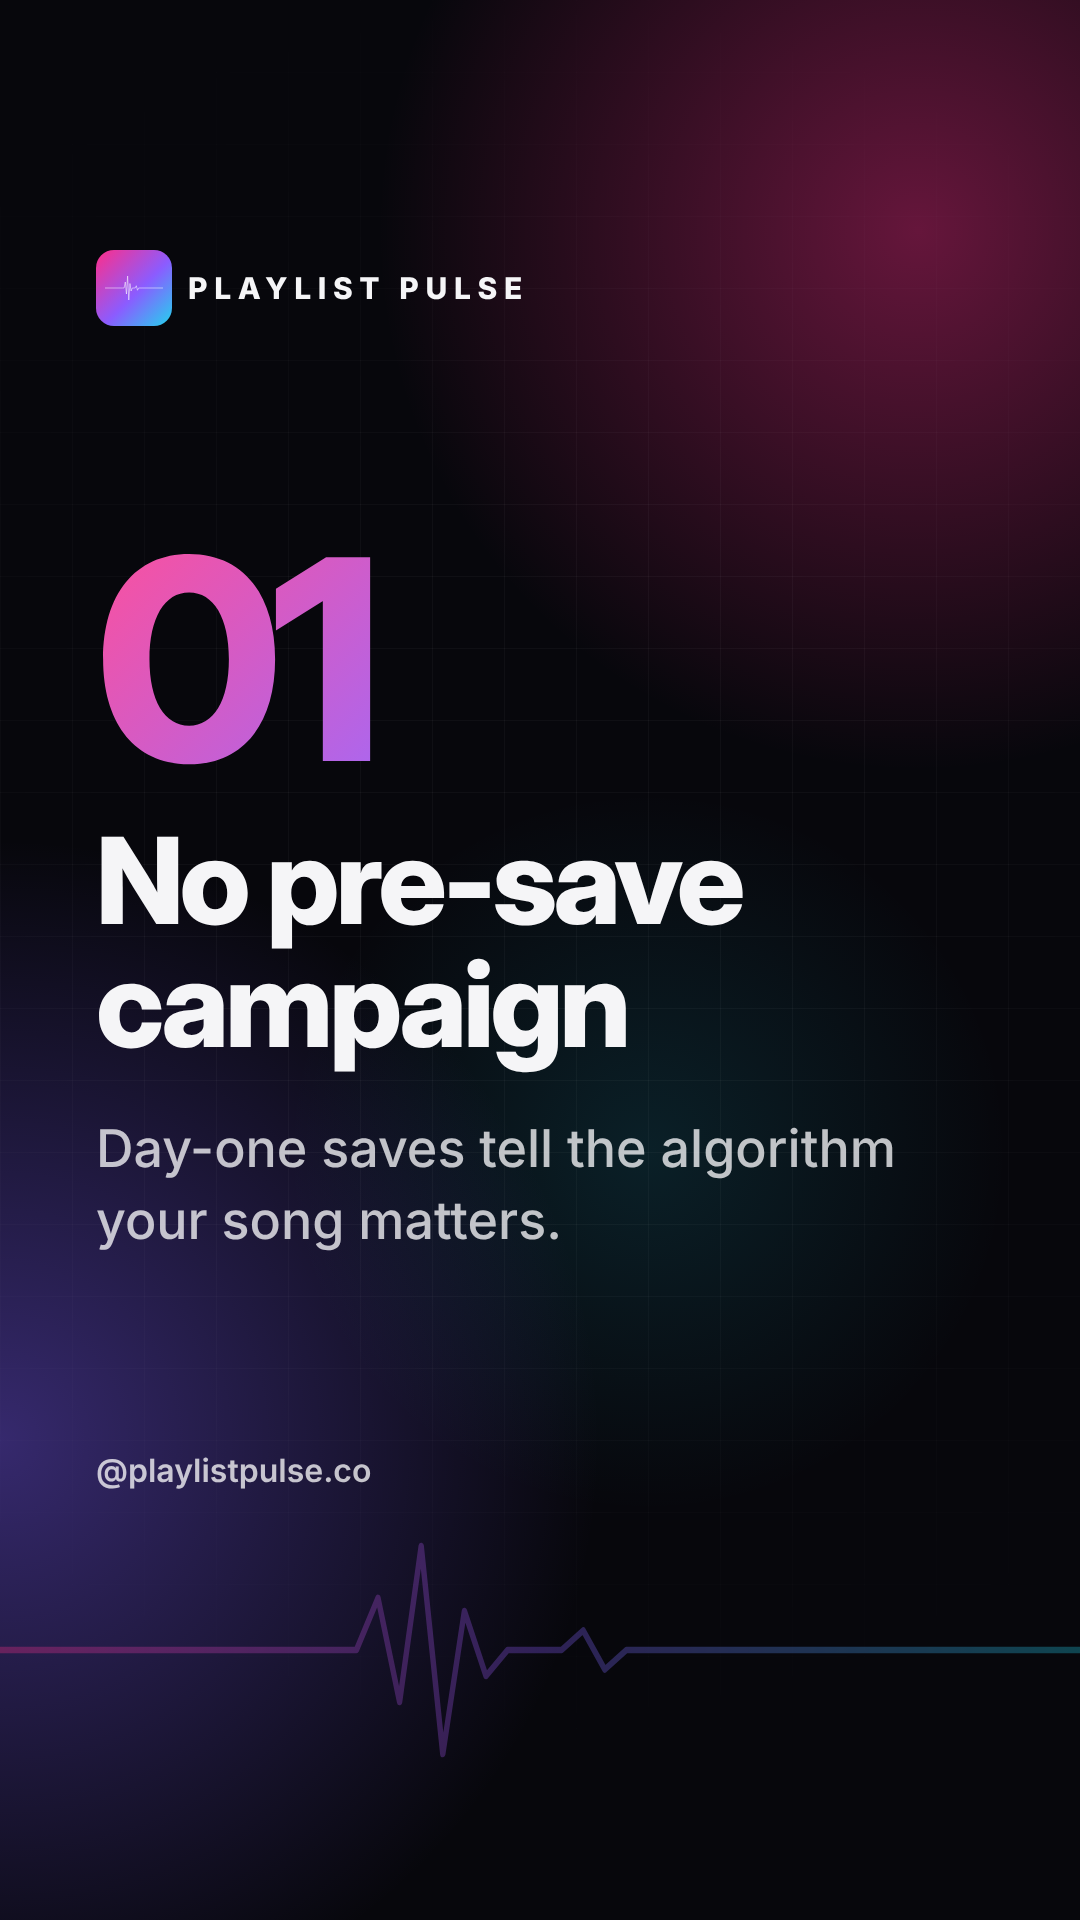 PLAYLIST PULSE
01
No pre-save
campaign
Day-one saves tell the algorithm
your song matters.
@playlistpulse.co